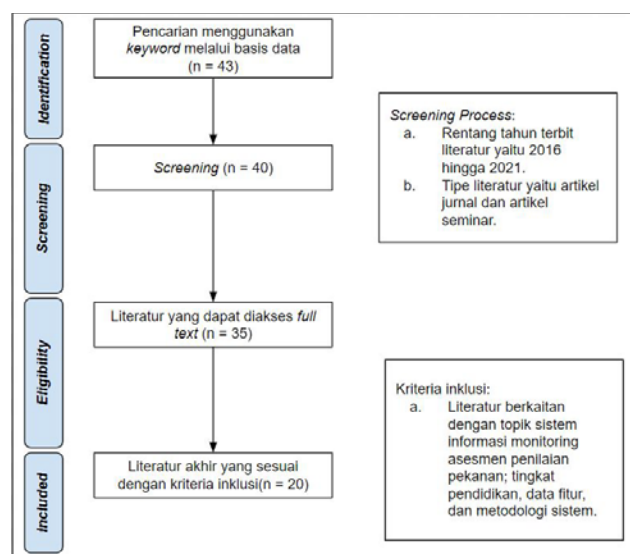 Identification
Pencarian menggunakan
keyword melalui basis data
(n = 43)
Screening Process:
a. Rentang tahun terbit
literatur yaitu 2016
hingga 2021.
b. Tipe literatur yaitu artikel
jurnal dan artikel
seminar.
Screening
Screening (n = 40)
Eligibility
Literatur yang dapat diakses full
text (n = 35)
Kriteria inklusi:
a. Literatur berkaitan
dengan topik sistem
informasi monitoring
asesmen penilaian
pekanan; tingkat
pendidikan, data fitur,
dan metodologi sistem.
Included
Literatur akhir yang sesuai
dengan kriteria inklusi(n = 20)